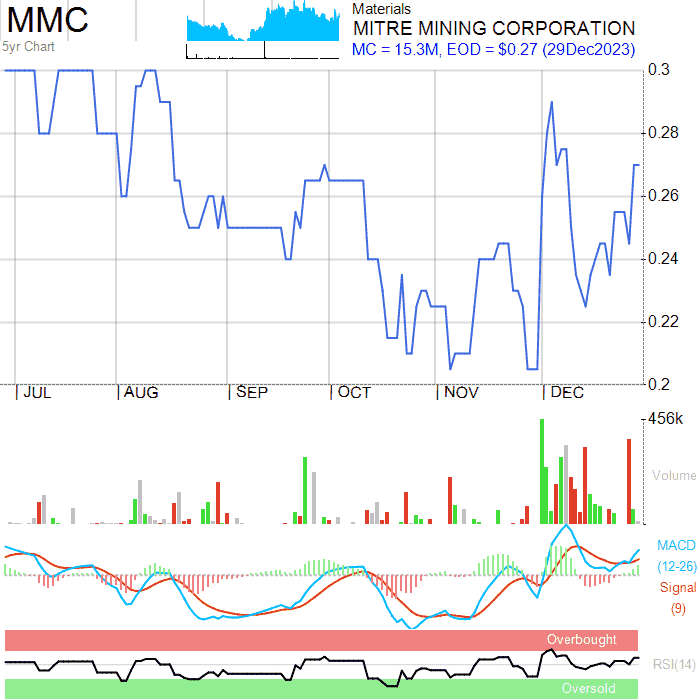 MMC
5yr Chart
Materials
MITRE MINING CORPORATION
MC = 15.3M, EOD = $0.27 (29Dec2023)
0.3
0.28
0.26
0.24
0.22
0.2
JUL
AUG
SEP
OCT
NOV
DEC
456k
Volume
MACD
(12-26)
Signal
(9)
Overbought
RSI(14)
Oversold